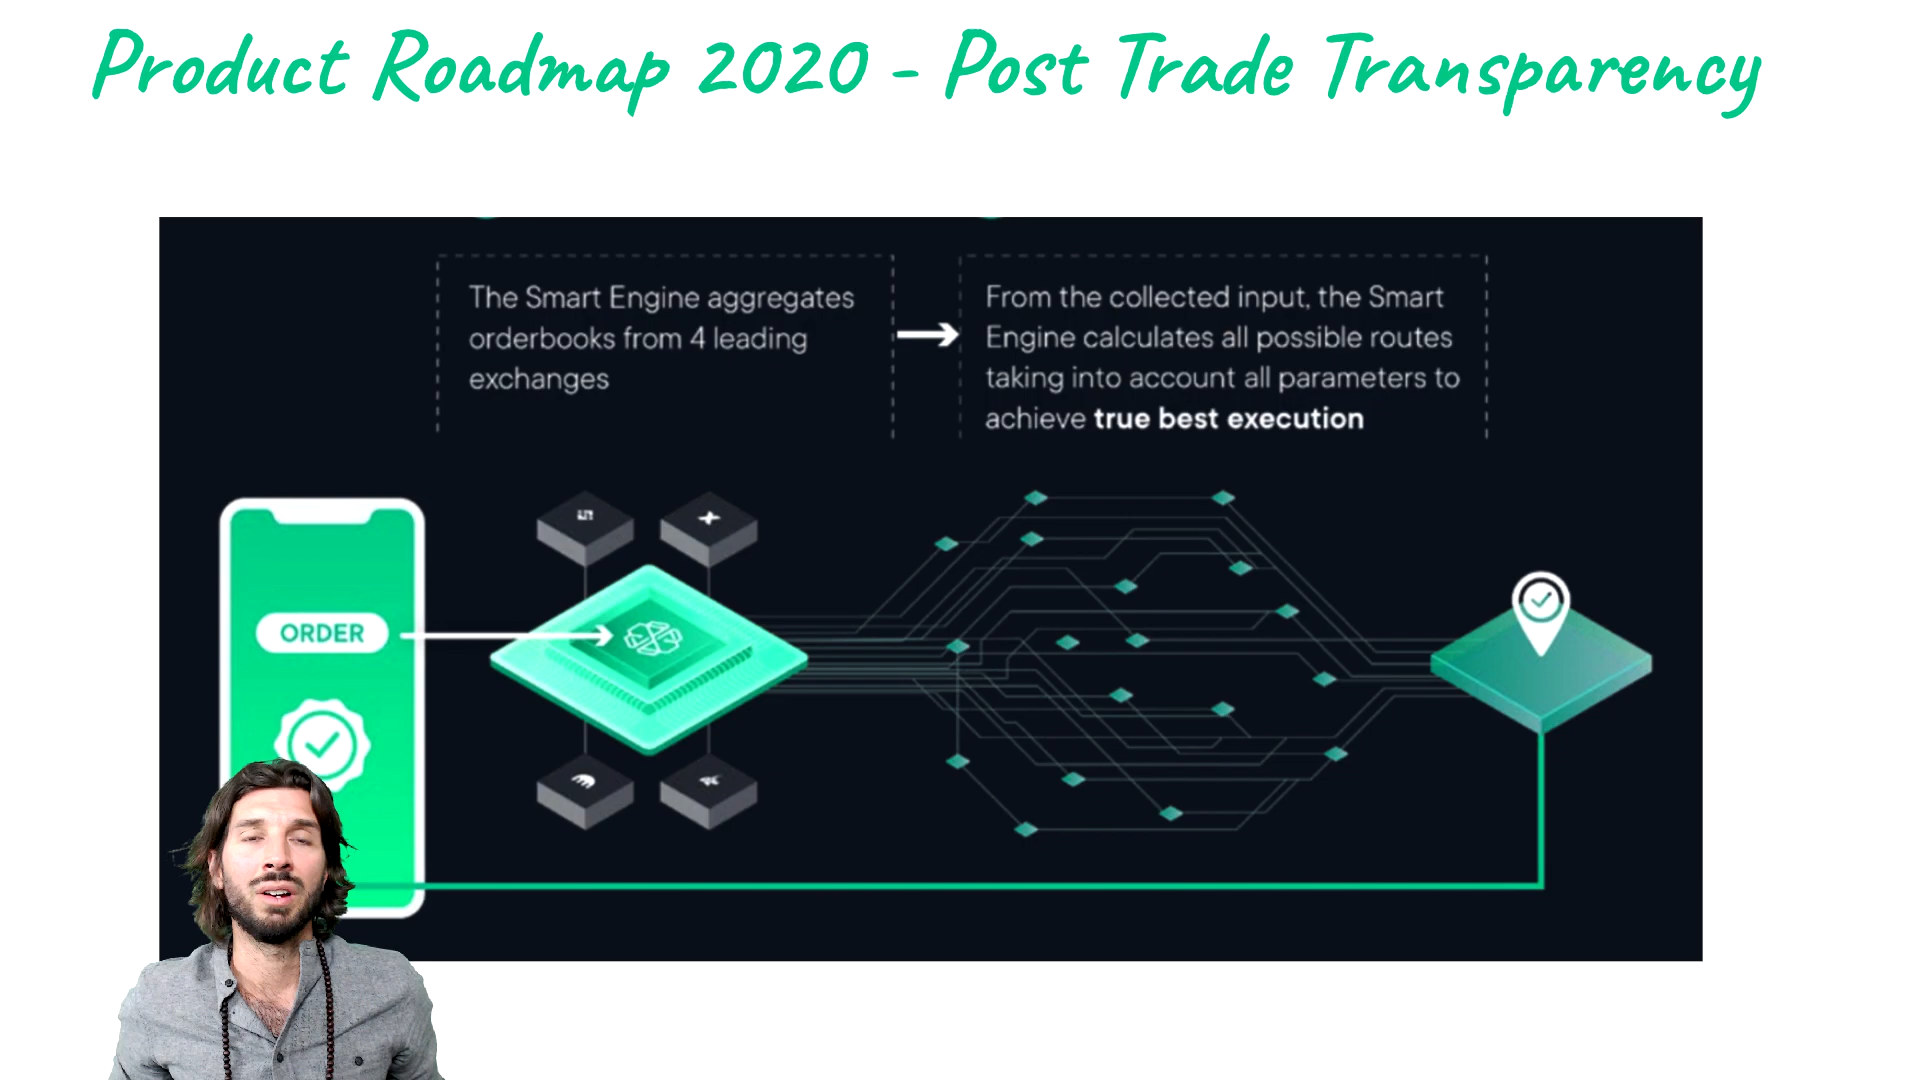 Product Roadmap 2020 - Post Trade Transparency
The Smart Engine aggregates
orderbooks from 4 leading
exchanges
From the collected input, the Smart
Engine calculates all possible routes
taking into account all parameters to
achieve true best execution
ORDER